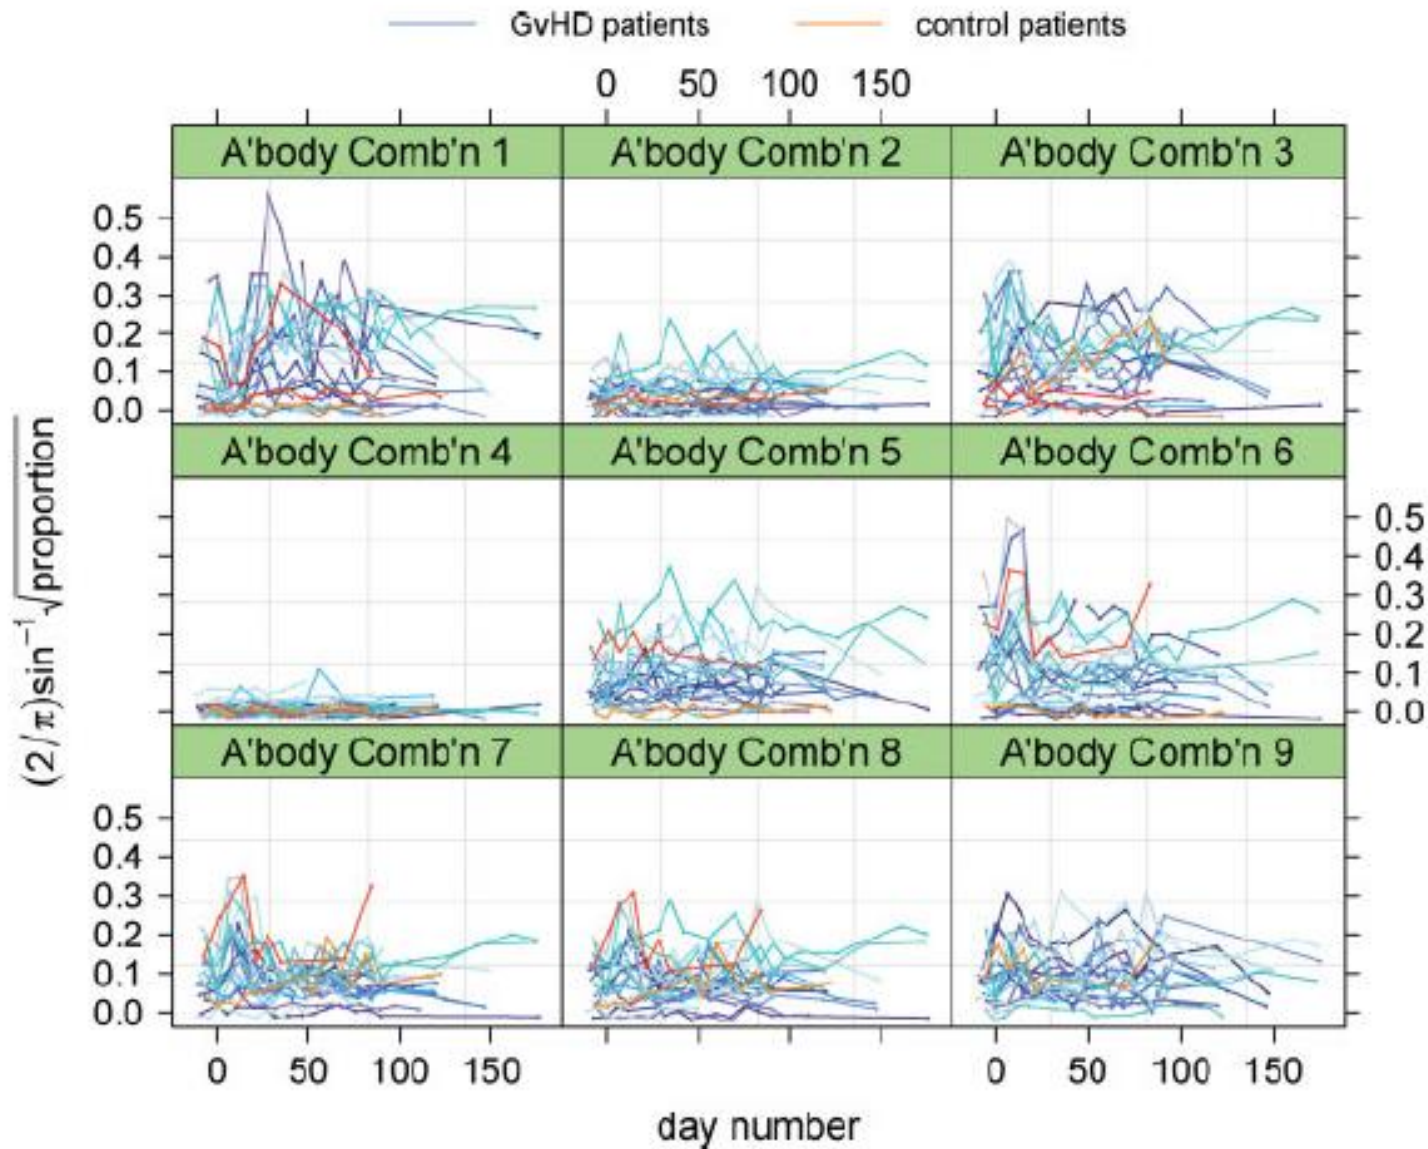 GvHD patients control patients
0 50 100 150
A'body Comb'n 1 A'body Comb'n 2 A'body Comb'n 3
0.5
0.4
0.3
0.2
0.1
0.0
A'body Comb'n 4 A'body Comb'n 5 A'body Comb'n 6
0.5
0.4
0.3
0.2
0.1
0.0
(2/π)sin⁻¹√proportion
A'body Comb'n 7 A'body Comb'n 8 A'body Comb'n 9
0.5
0.4
0.3
0.2
0.1
0.0
0 50 100 150 0 50 100 150
day number